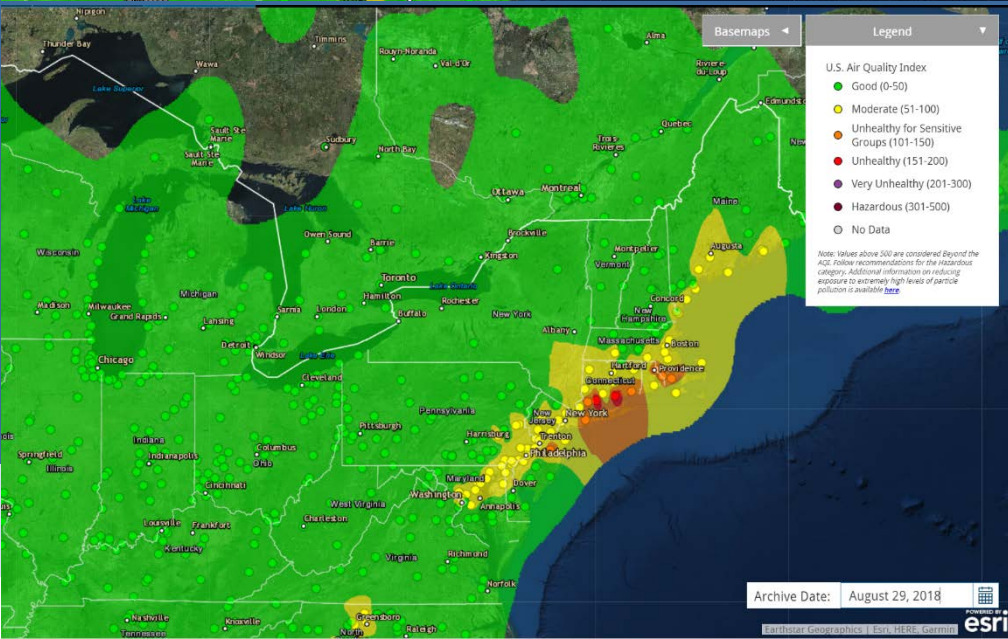 Nipigon
Thunder Bay
Timmins
Rouyn-Noranda
Val-d'Or
Alma
Wawa
Riviere-du-Loup
Lake Superior
Edmundsto
Quebec
Sault Ste Marie
Sault Ste Marie
Sudbury
North Bay
Trois Rivieres
New
Ottawa
Montreal
Lake Michigan
Lake Huron
Maine
Owen Sound
Barrie
Brockville
Kingston
Montpelier
Vermont
Augusta
Wisconsin
Toronto
Lake Ontario
Michigan
Hamilton
Rochester
Concord
New Hampshire
Madison
Milwaukee
Grand Rapids
Lansing
Sarnia
London
Buffalo
New York
Albany
Massachusetts
Boston
Detroit
Windsor
Lake Erie
Chicago
Hartford
Providence
Connecticut
Cleveland
Pennsylvania
New Jersey
New York
Pittsburgh
Harrisburg
Trenton
Philadelphia
Indiana
Indianapolis
Columbus
Ohio
Springfield
Illinois
Maryland
Dover
Washington
Annapolis
Cincinnati
West Virginia
Charleston
Louisville
Frankfort
Kentucky
Virginia
Richmond
Norfolk
Nashville
Tennessee
Knoxville
Greensboro
North
Raleigh
Basemaps
Legend
U.S. Air Quality Index
Good (0-50)
Moderate (51-100)
Unhealthy for Sensitive
Groups (101-150)
Unhealthy (151-200)
Very Unhealthy (201-300)
Hazardous (301-500)
No Data
Note: Values above 500 are considered Beyond the
AQI. Follow recommendations for the Hazardous
category. Additional information on reducing
exposure to extremely high levels of particle
pollution is available here.
Archive Date: August 29, 2018
Earthstar Geographics | Esri, HERE, Garmin
POWERED BY
esri